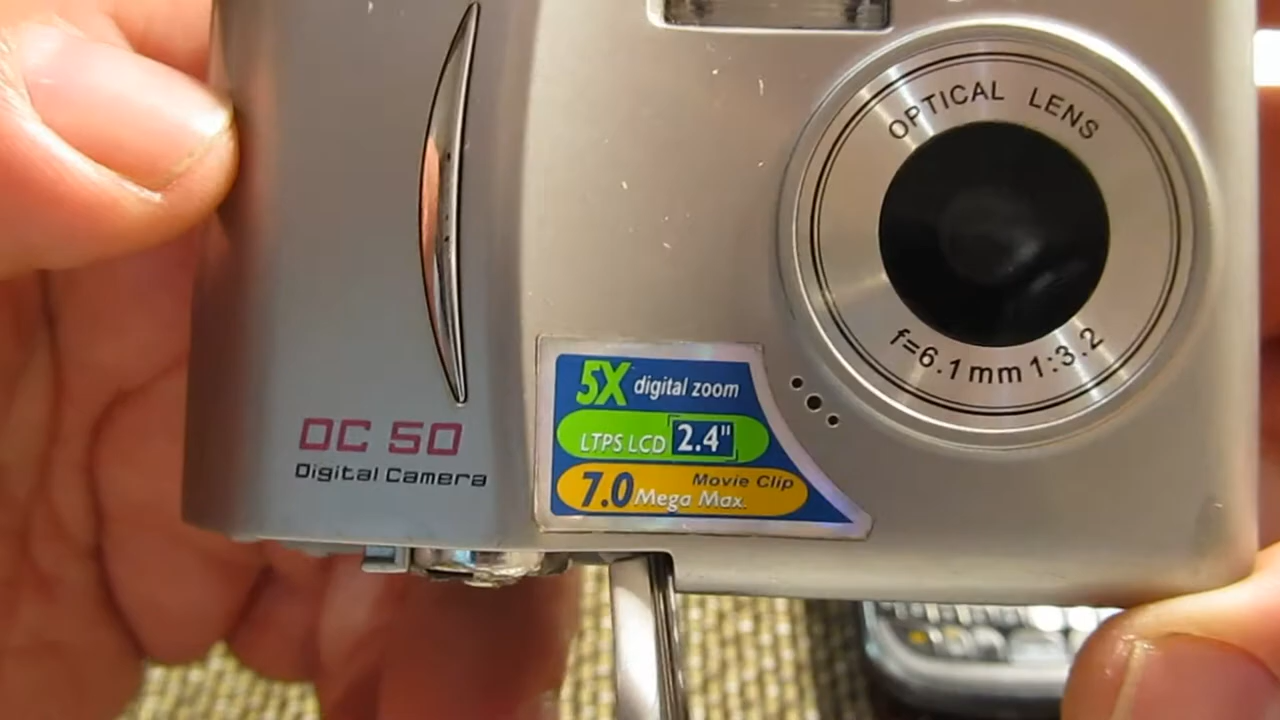 OPTICAL LENS
f=6.1mm 1:3.2
DC 50
Digital Camera
5X digital zoom
LTPS LCD 2.4"
7.0 Movie Clip
Mega Max.